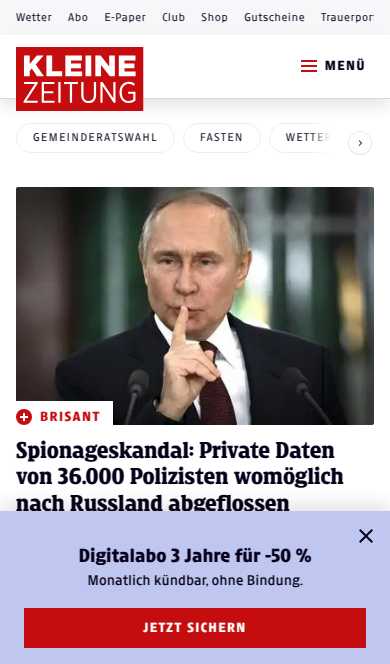 Wetter Abo E-Paper Club Shop Gutscheine Trauerpor
KLEINE
ZEITUNG
MENÜ
GEMEINDERATSWAHL FASTEN WETTER
BRISANT
Spionageskandal: Private Daten
von 36.000 Polizisten womöglich
nach Russland abgeflossen
Digitalabo 3 Jahre für -50 %
Monatlich kündbar, ohne Bindung.
JETZT SICHERN